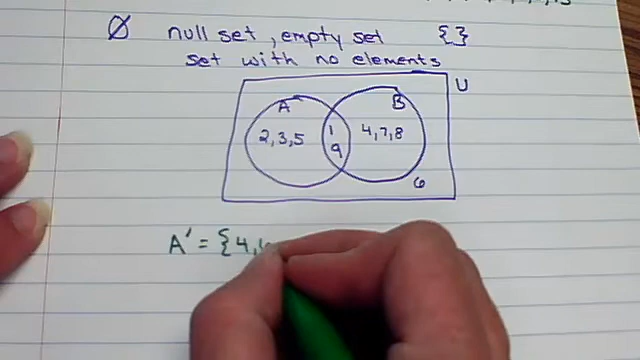 ∅ null set, empty set { }
set with no elements
U
A B
2,3,5 1 4,7,8
9
6
A' = {4,